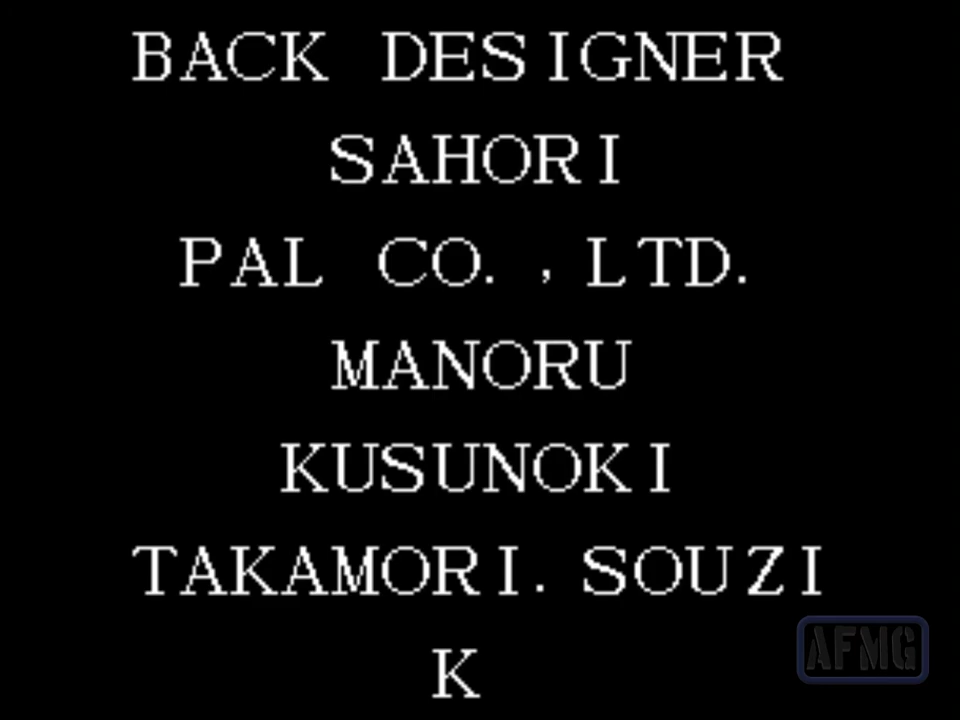 BACK DESIGNER
SAHORI
PAL CO.,LTD.
MANORU
KUSUNOKI
TAKAMORI.SOUZI
K
AFMG